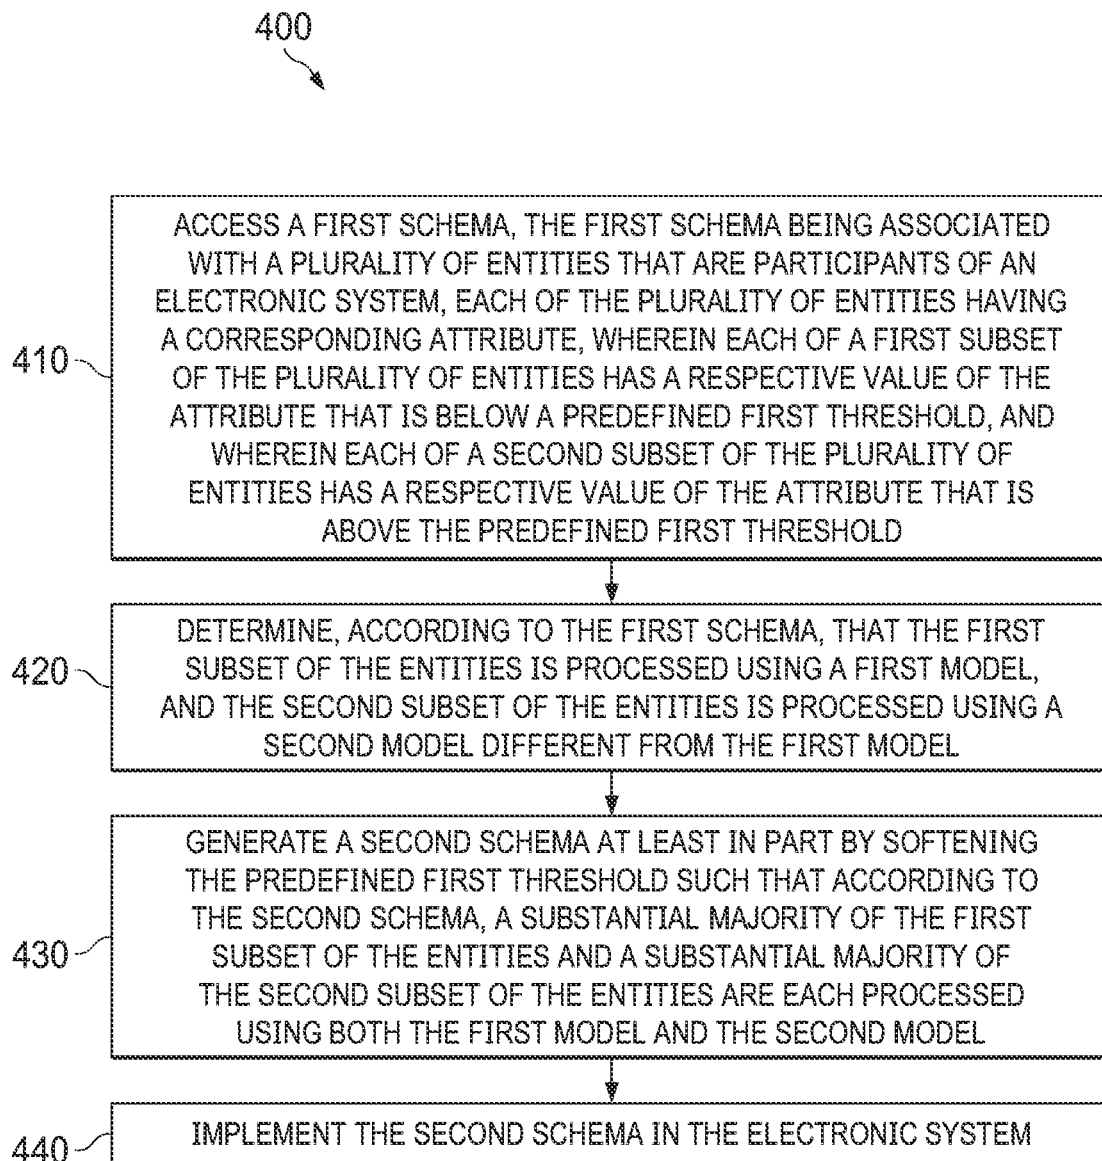 400
ACCESS A FIRST SCHEMA, THE FIRST SCHEMA BEING ASSOCIATED
WITH A PLURALITY OF ENTITIES THAT ARE PARTICIPANTS OF AN
ELECTRONIC SYSTEM, EACH OF THE PLURALITY OF ENTITIES HAVING
A CORRESPONDING ATTRIBUTE, WHEREIN EACH OF A FIRST SUBSET
410
OF THE PLURALITY OF ENTITIES HAS A RESPECTIVE VALUE OF THE
ATTRIBUTE THAT IS BELOW A PREDEFINED FIRST THRESHOLD, AND
WHEREIN EACH OF A SECOND SUBSET OF THE PLURALITY OF
ENTITIES HAS A RESPECTIVE VALUE OF THE ATTRIBUTE THAT IS
ABOVE THE PREDEFINED FIRST THRESHOLD
DETERMINE, ACCORDING TO THE FIRST SCHEMA, THAT THE FIRST
420
SUBSET OF THE ENTITIES IS PROCESSED USING A FIRST MODEL,
AND THE SECOND SUBSET OF THE ENTITIES IS PROCESSED USING A
SECOND MODEL DIFFERENT FROM THE FIRST MODEL
GENERATE A SECOND SCHEMA AT LEAST IN PART BY SOFTENING
THE PREDEFINED FIRST THRESHOLD SUCH THAT ACCORDING TO
THE SECOND SCHEMA, A SUBSTANTIAL MAJORITY OF THE FIRST
430
SUBSET OF THE ENTITIES AND A SUBSTANTIAL MAJORITY OF
THE SECOND SUBSET OF THE ENTITIES ARE EACH PROCESSED
USING BOTH THE FIRST MODEL AND THE SECOND MODEL
440
IMPLEMENT THE SECOND SCHEMA IN THE ELECTRONIC SYSTEM